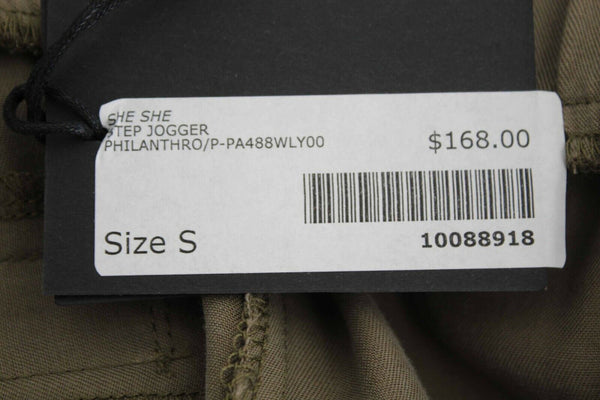 SHE SHE
STEP JOGGER
PHILANTHRO/P-PA488WLY00
$168.00
Size S
10088918